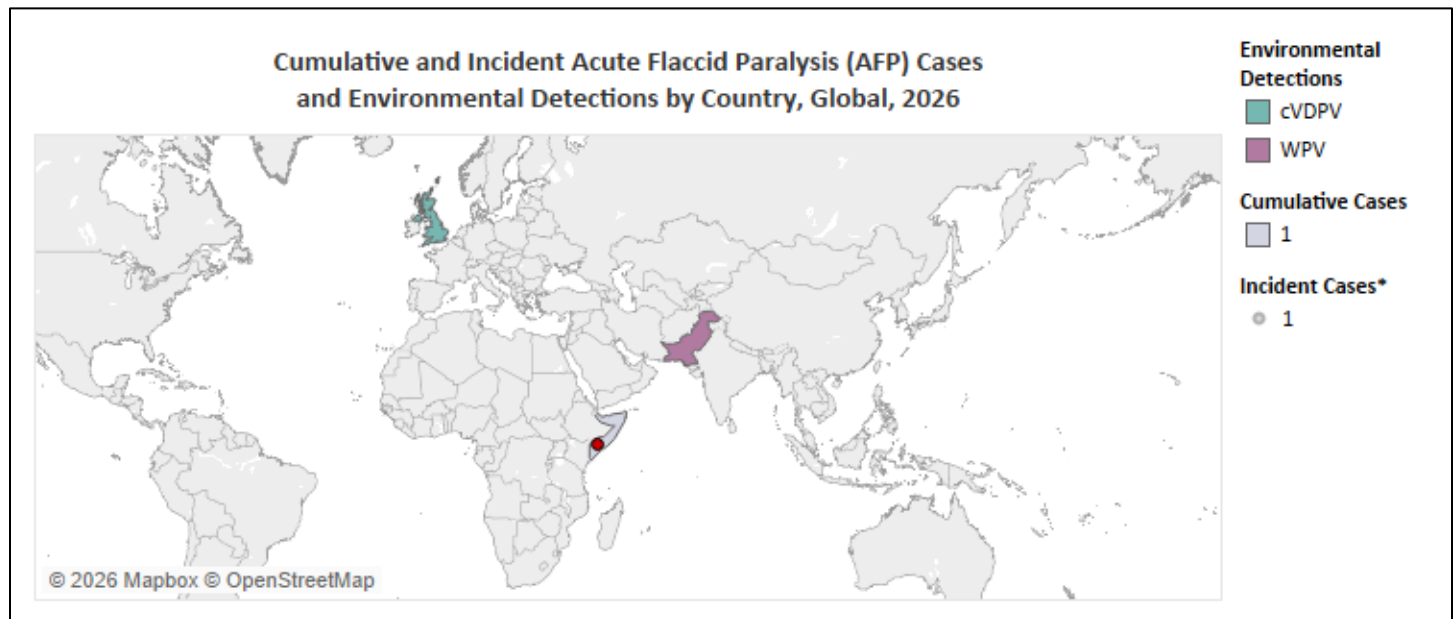 Cumulative and Incident Acute Flaccid Paralysis (AFP) Cases
and Environmental Detections by Country, Global, 2026
Environmental
Detections
cVDPV
WPV
Cumulative Cases
1
Incident Cases*
1
© 2026 Mapbox © OpenStreetMap